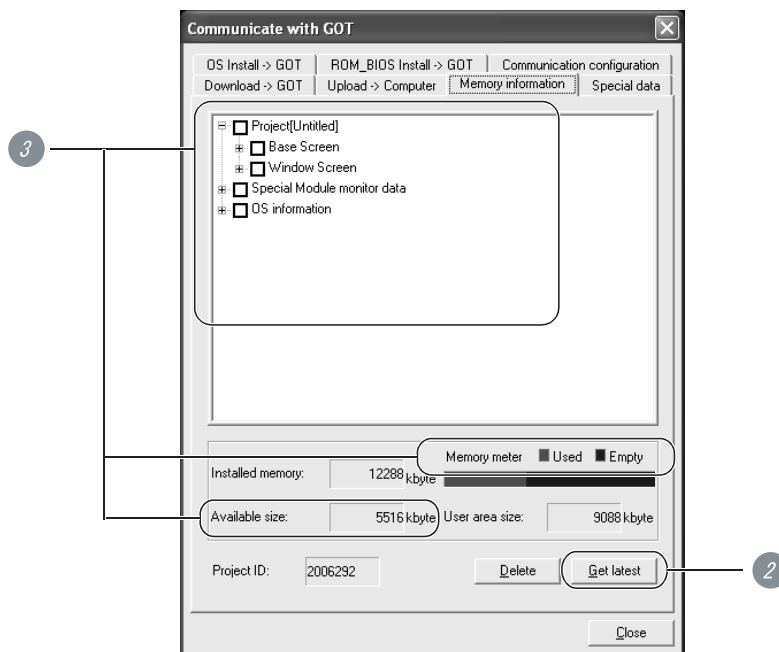 Communicate with GOT
OS Install -> GOT ROM_BIOS Install -> GOT Communication configuration
Download -> GOT Upload -> Computer Memory information Special data
Project[Untitled]
Base Screen
Window Screen
Special Module monitor data
OS information
3
Memory meter Used Empty
Installed memory: 12288 kbyte
Available size: 5516 kbyte User area size: 9088 kbyte
Project ID: 2006292 Delete Get latest 2
Close